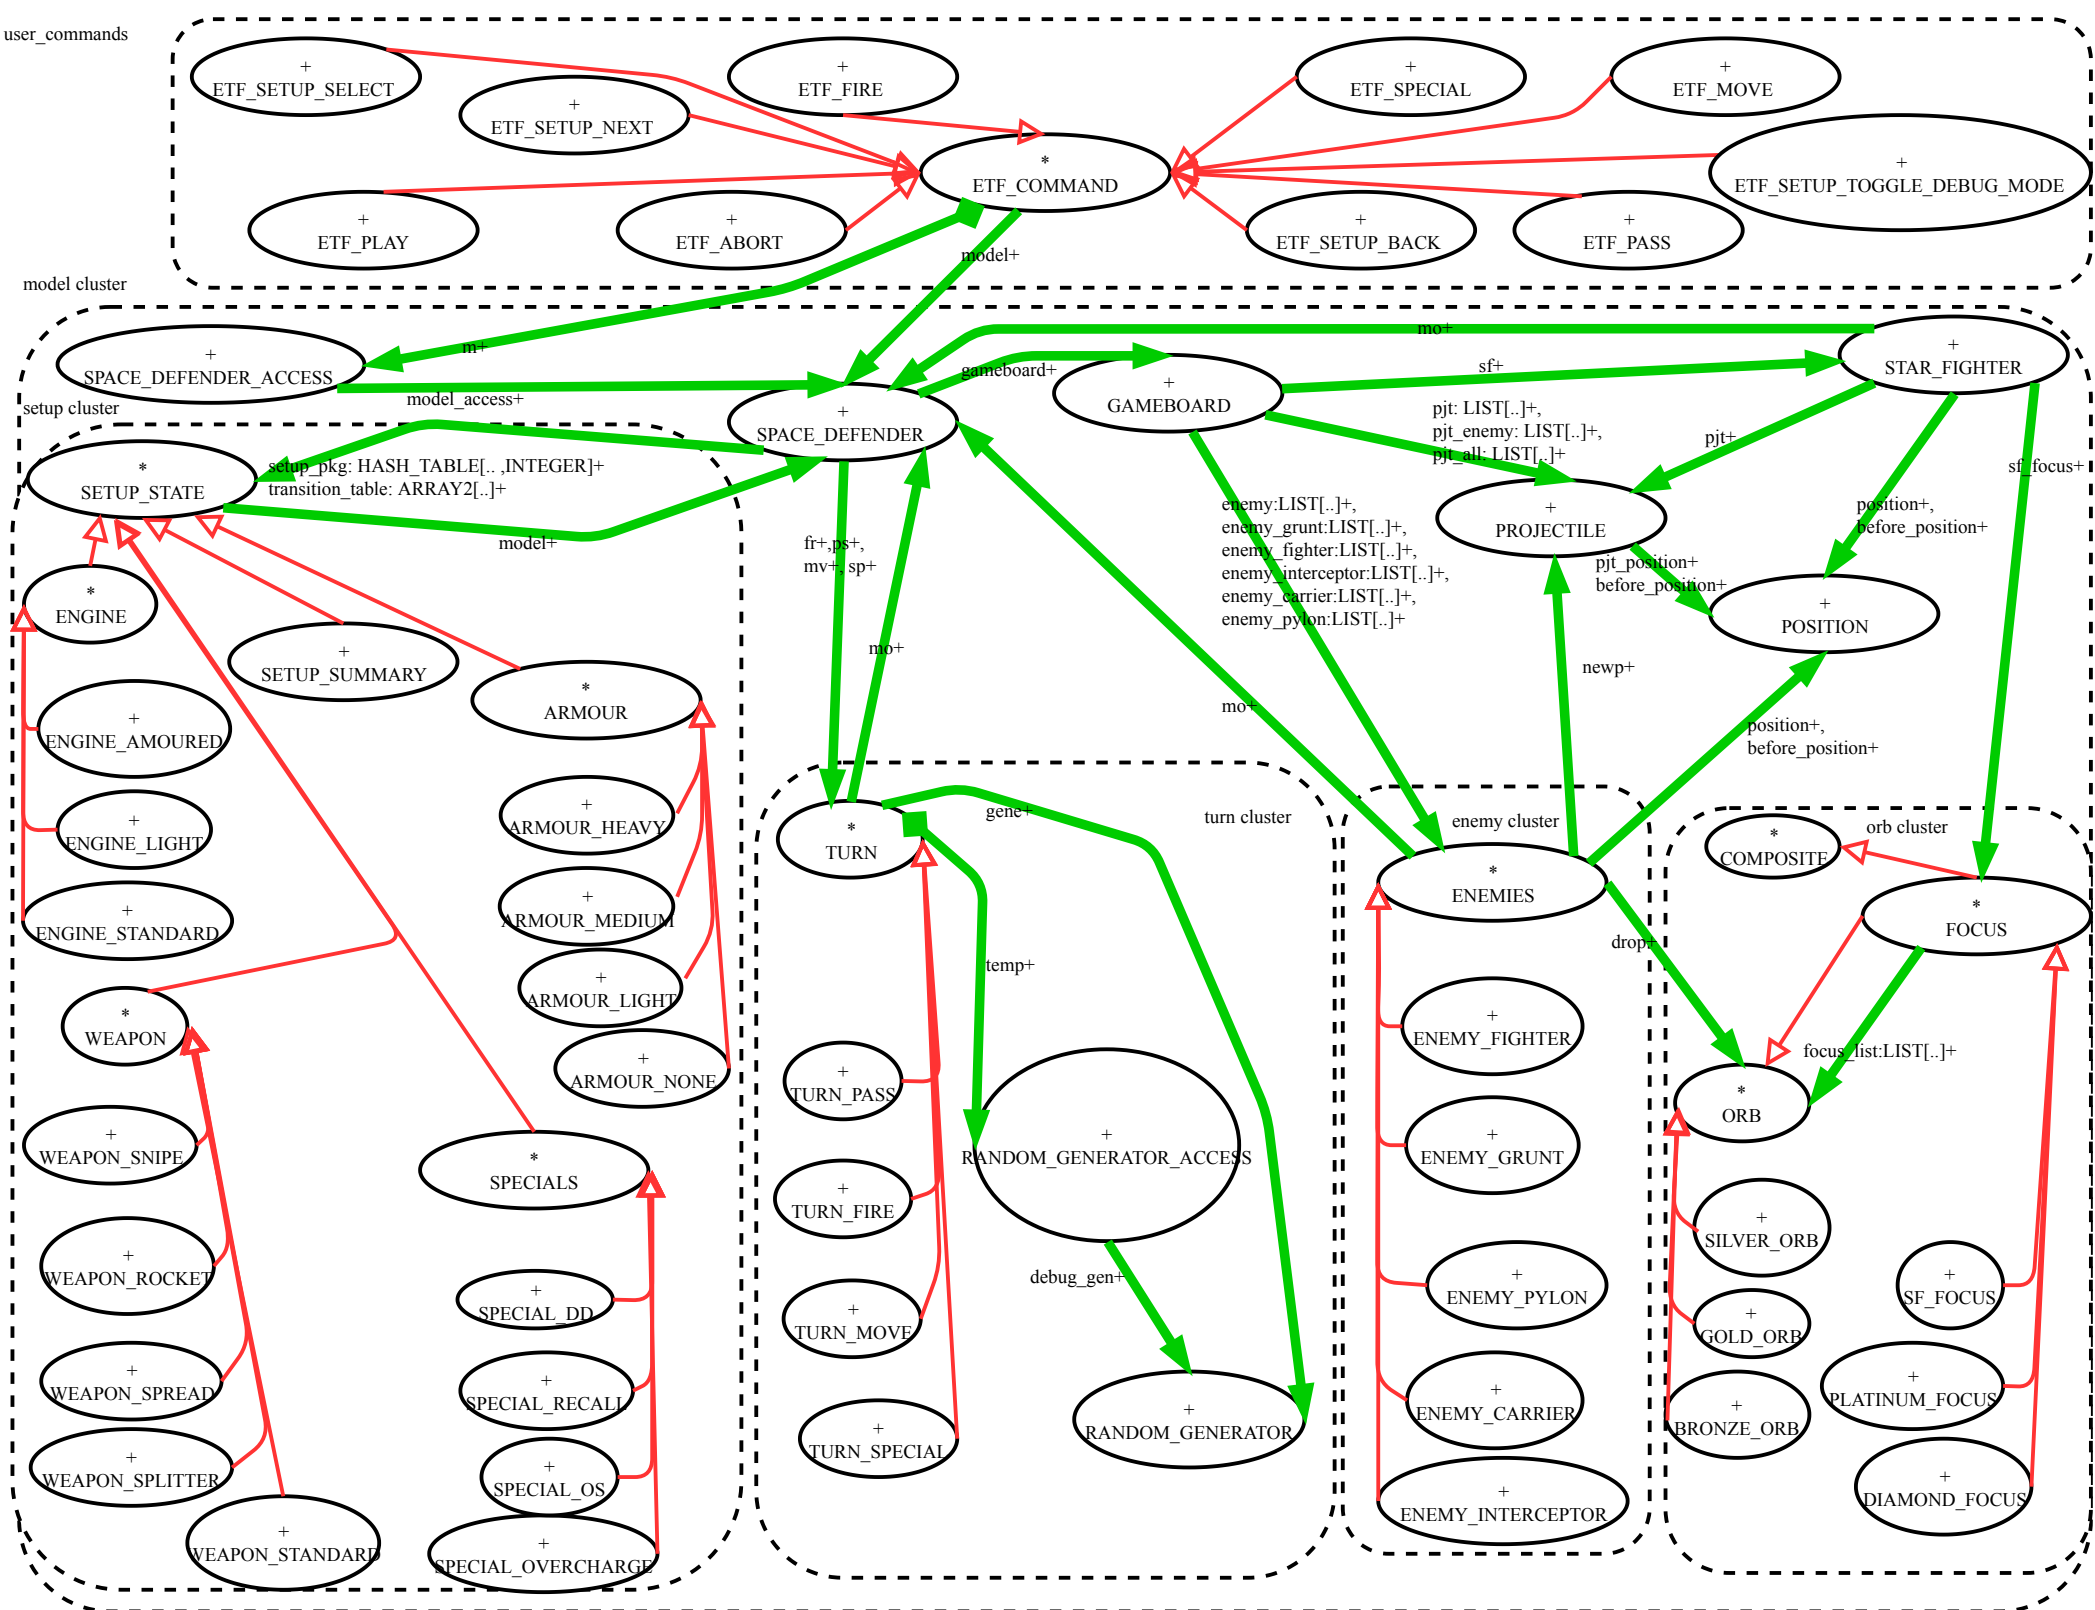 user_commands
+
ETF_SETUP_SELECT
+
ETF_SETUP_NEXT
+
ETF_FIRE
+
ETF_SPECIAL
+
ETF_MOVE
*
ETF_COMMAND
+
ETF_SETUP_TOGGLE_DEBUG_MODE
+
ETF_PLAY
+
ETF_ABORT
+
ETF_SETUP_BACK
+
ETF_PASS
model+
model cluster
+
SPACE_DEFENDER_ACCESS
m+
mo+
+
STAR_FIGHTER
gameboard+
+
GAMEBOARD
sf+
model_access+
setup cluster
+
SPACE_DEFENDER
pjt: LIST[..]+,
pjt_enemy: LIST[..]+,
pjt_all: LIST[..]+
pjt+
sf_focus+
*
SETUP_STATE
setup_pkg: HASH_TABLE[.. ,INTEGER]+
transition_table: ARRAY2[..]+
model+
fr+,ps+,
mv+, sp+
enemy:LIST[..]+,
enemy_grunt:LIST[..]+,
enemy_fighter:LIST[..]+,
enemy_interceptor:LIST[..]+,
enemy_carrier:LIST[..]+,
enemy_pylon:LIST[..]+
+
PROJECTILE
position+,
before_position+
pjt_position+
before_position+
+
POSITION
*
ENGINE
+
SETUP_SUMMARY
*
ARMOUR
mo+
newp+
mo+
position+,
before_position+
+
ENGINE_AMOURED
+
ENGINE_LIGHT
+
ENGINE_STANDARD
+
ARMOUR_HEAVY
+
ARMOUR_MEDIUM
+
ARMOUR_LIGHT
+
ARMOUR_NONE
*
WEAPON
+
WEAPON_SNIPE
+
WEAPON_ROCKET
+
WEAPON_SPREAD
+
WEAPON_SPLITTER
+
WEAPON_STANDARD
*
SPECIALS
+
SPECIAL_DD
+
SPECIAL_RECALL
+
SPECIAL_OS
+
SPECIAL_OVERCHARGE
turn cluster
*
TURN
gene+
temp+
+
TURN_PASS
+
TURN_FIRE
+
TURN_MOVE
+
TURN_SPECIAL
+
RANDOM_GENERATOR_ACCESS
debug_gen+
+
RANDOM_GENERATOR
enemy cluster
*
ENEMIES
drop+
+
ENEMY_FIGHTER
+
ENEMY_GRUNT
+
ENEMY_PYLON
+
ENEMY_CARRIER
+
ENEMY_INTERCEPTOR
orb cluster
*
COMPOSITE
*
FOCUS
focus_list:LIST[..]+
*
ORB
+
SILVER_ORB
+
SF_FOCUS
+
GOLD_ORB
+
PLATINUM_FOCUS
+
BRONZE_ORB
+
DIAMOND_FOCUS